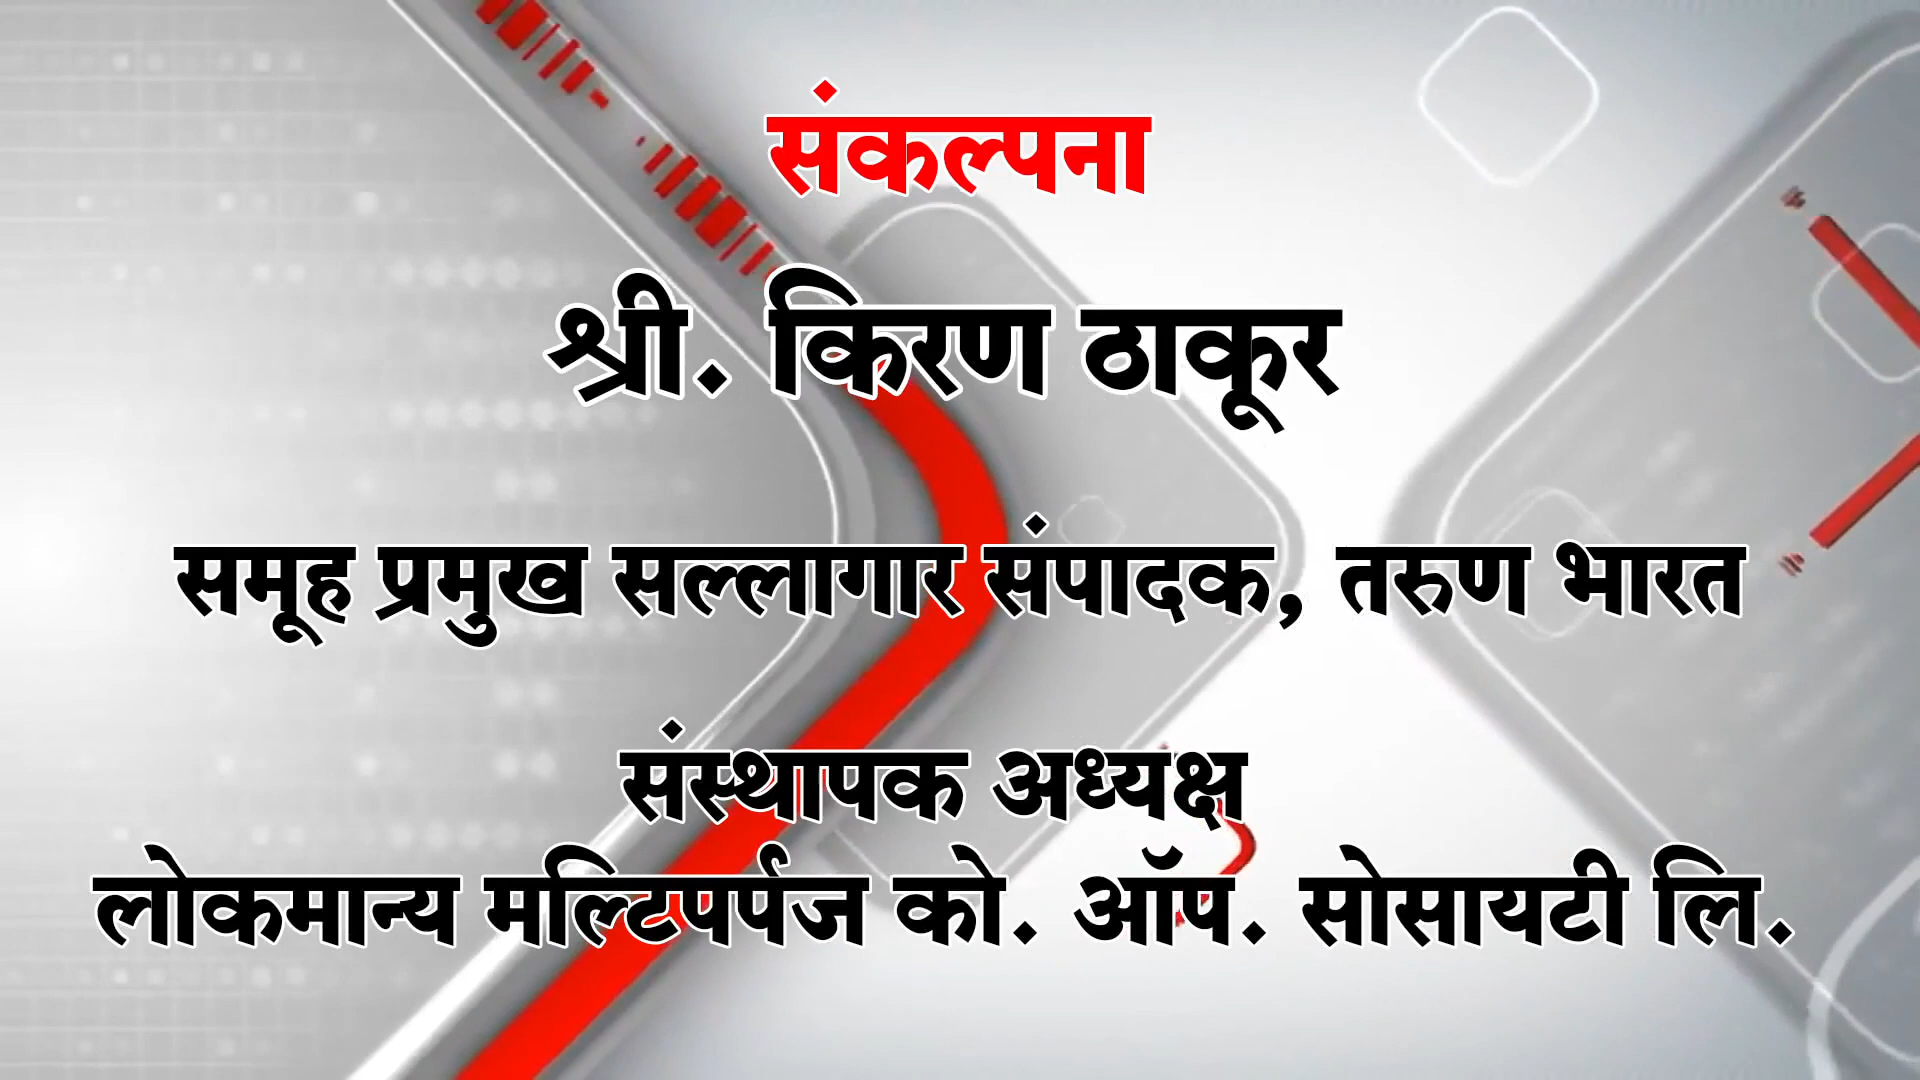 संकल्पना
श्री. किरण ठाकूर
समूह प्रमुख सल्लागार संपादक, तरुण भारत
संस्थापक अध्यक्ष
लोकमान्य मल्टिपर्पज को. ऑप. सोसायटी लि.